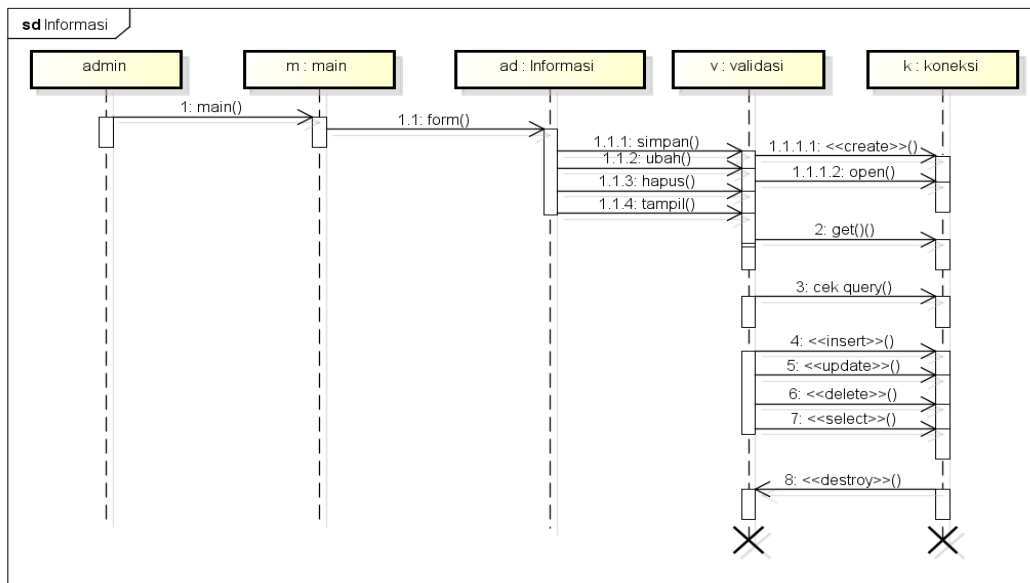 sd Informasi
admin
m : main
ad : Informasi
v : validasi
k : koneksi
1: main()
1.1: form()
1.1.1: simpan()
1.1.1.1: <<create>>()
1.1.2: ubah()
1.1.1.2: open()
1.1.3: hapus()
1.1.4: tampil()
2: get()()
3: cek query()
4: <<insert>>()
5: <<update>>()
6: <<delete>>()
7: <<select>>()
8: <<destroy>>()